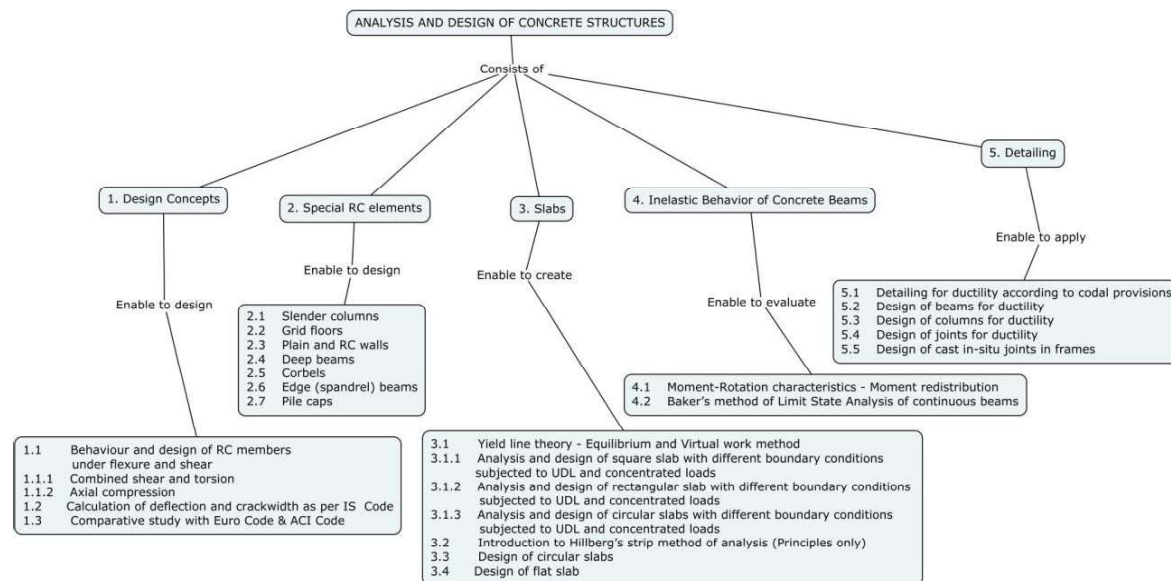 ANALYSIS AND DESIGN OF CONCRETE STRUCTURES
Consists of
1. Design Concepts
Enable to design
1.1 Behaviour and design of RC members
under flexure and shear
1.1.1 Combined shear and torsion
1.1.2 Axial compression
1.2 Calculation of deflection and crackwidth as per IS Code
1.3 Comparative study with Euro Code & ACI Code
2. Special RC elements
Enable to design
2.1 Slender columns
2.2 Grid floors
2.3 Plain and RC walls
2.4 Deep beams
2.5 Corbels
2.6 Edge (spandrel) beams
2.7 Pile caps
3. Slabs
Enable to create
3.1 Yield line theory - Equilibrium and Virtual work method
3.1.1 Analysis and design of square slab with different boundary conditions
subjected to UDL and concentrated loads
3.1.2 Analysis and design of rectangular slab with different boundary conditions
subjected to UDL and concentrated loads
3.1.3 Analysis and design of circular slabs with different boundary conditions
subjected to UDL and concentrated loads
3.2 Introduction to Hillberg's strip method of analysis (Principles only)
3.3 Design of circular slabs
3.4 Design of flat slab
4. Inelastic Behavior of Concrete Beams
Enable to evaluate
4.1 Moment-Rotation characteristics - Moment redistribution
4.2 Baker's method of Limit State Analysis of continuous beams
5. Detailing
Enable to apply
5.1 Detailing for ductility according to codal provisions
5.2 Design of beams for ductility
5.3 Design of columns for ductility
5.4 Design of joints for ductility
5.5 Design of cast in-situ joints in frames